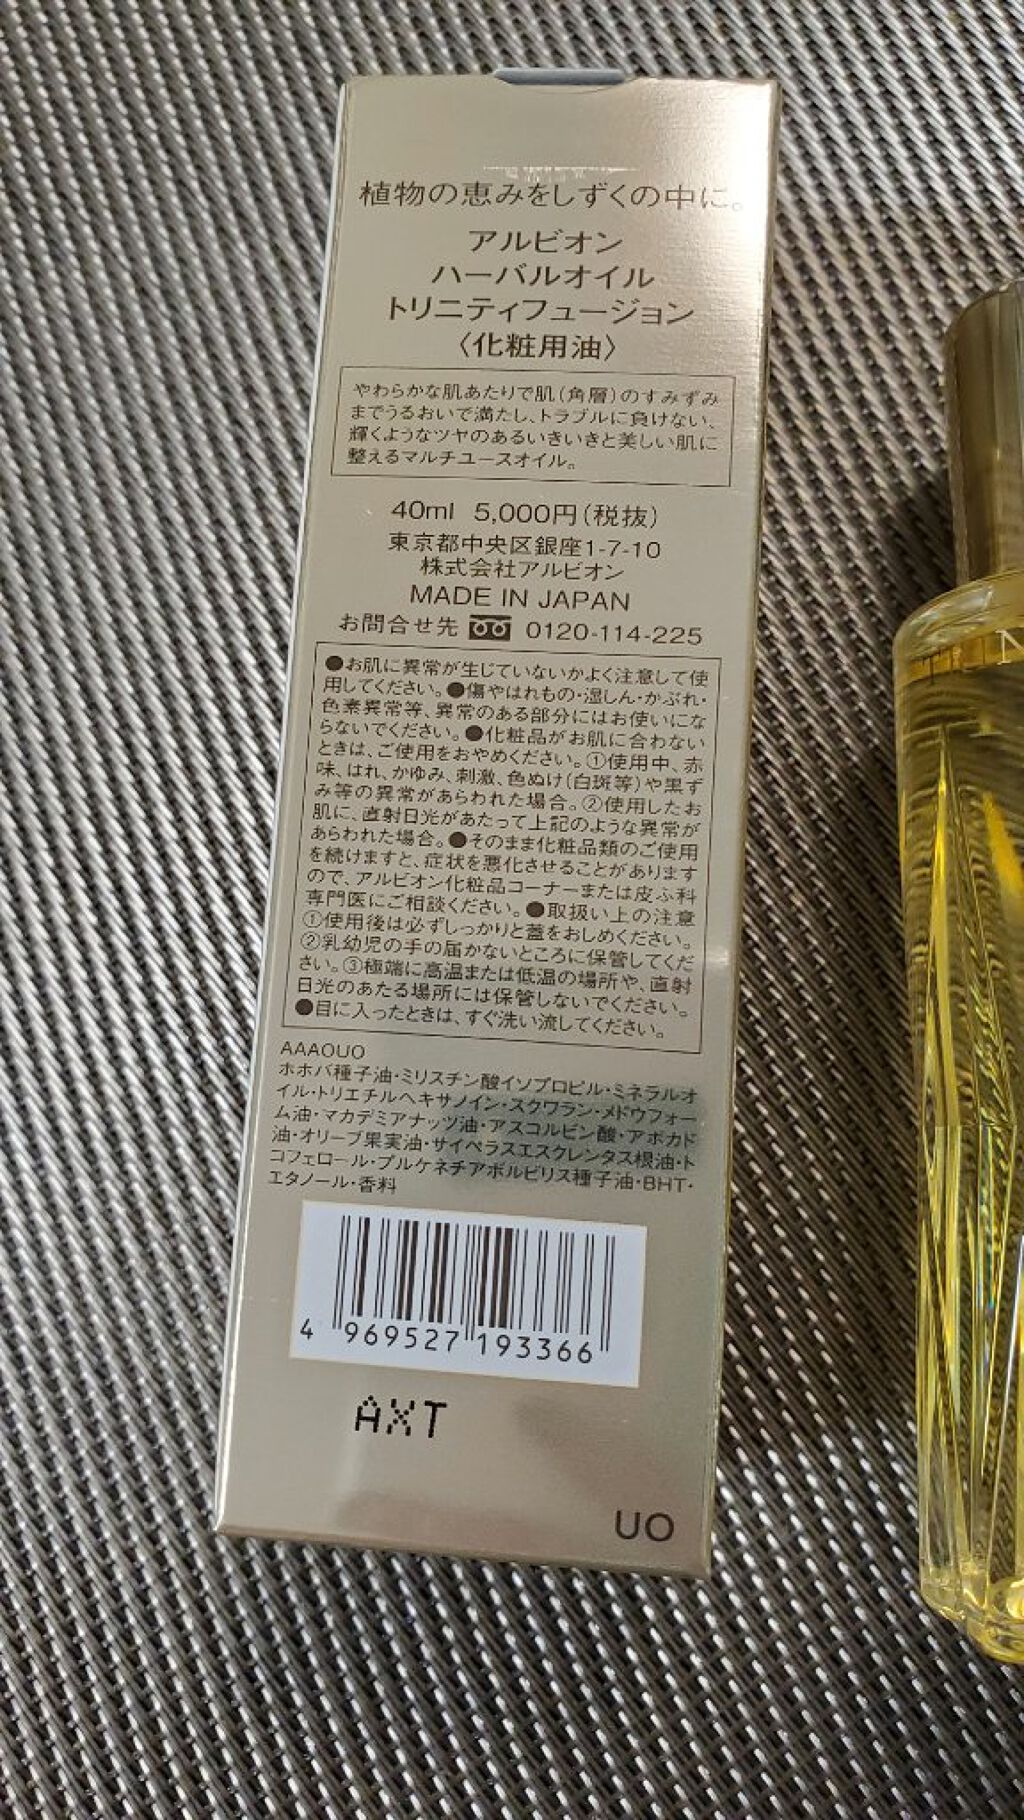 植物の恵みをしずくの中に。
アルビオン
ハーバルオイル
トリニティフュージョン
〈化粧用油〉
やわらかな肌あたりで肌(角層)のすみずみ
までうるおいで満たし、トラブルに負けない、
輝くようなツヤのあるいきいきと美しい肌に
整えるマルチユースオイル。
40ml 5,000円(税抜)
東京都中央区銀座1-7-10
株式会社アルビオン
MADE IN JAPAN
お問合せ先 0120-114-225
●お肌に異常が生じていないかよく注意して使
用してください。●傷やはれもの・湿しん・かぶれ・
色素異常等、異常のある部分にはお使いにな
らないでください。●化粧品がお肌に合わない
ときは、ご使用をおやめください。①使用中、赤
味、はれ、かゆみ、刺激、色ぬけ(白斑等)や黒ず
み等の異常があらわれた場合。②使用したお
肌に、直射日光があたって上記のような異常が
あらわれた場合。●そのまま化粧品類のご使用
を続けますと、症状を悪化させることがあります
ので、アルビオン化粧品コーナーまたは皮ふ科
専門医にご相談ください。●取扱い上の注意
①使用後は必ずしっかりと蓋をおしめください。
②乳幼児の手の届かないところに保管してくだ
さい。③極端に高温または低温の場所や、直射
日光のあたる場所には保管しないでください。
●目に入ったときは、すぐ洗い流してください。
AAAOUO
ホホバ種子油・ミリスチン酸イソプロピル・ミネラルオ
イル・トリエチルヘキサノイン・スクワラン・メドウフォー
ム油・マカデミアナッツ油・アスコルビン酸・アボカド
油・オリーブ果実油・サイペラスエスクレンタス根油・ト
コフェロール・プルケネチアボルビリス種子油・BHT・
エタノール・香料
4 969527 193366
AXT
UO